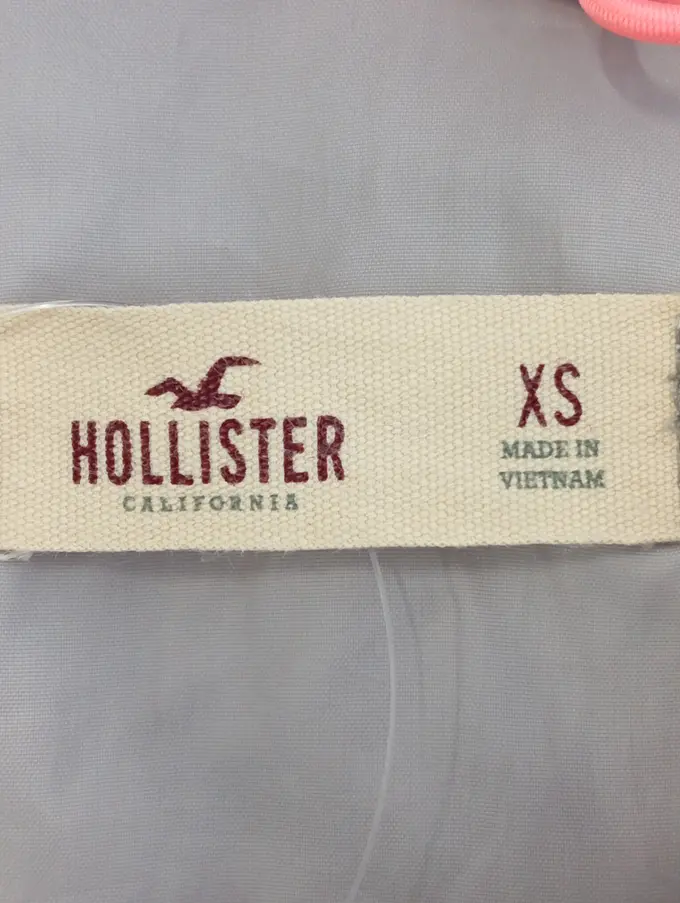 HOLLISTER
CALIFORNIA
XS
MADE IN
VIETNAM